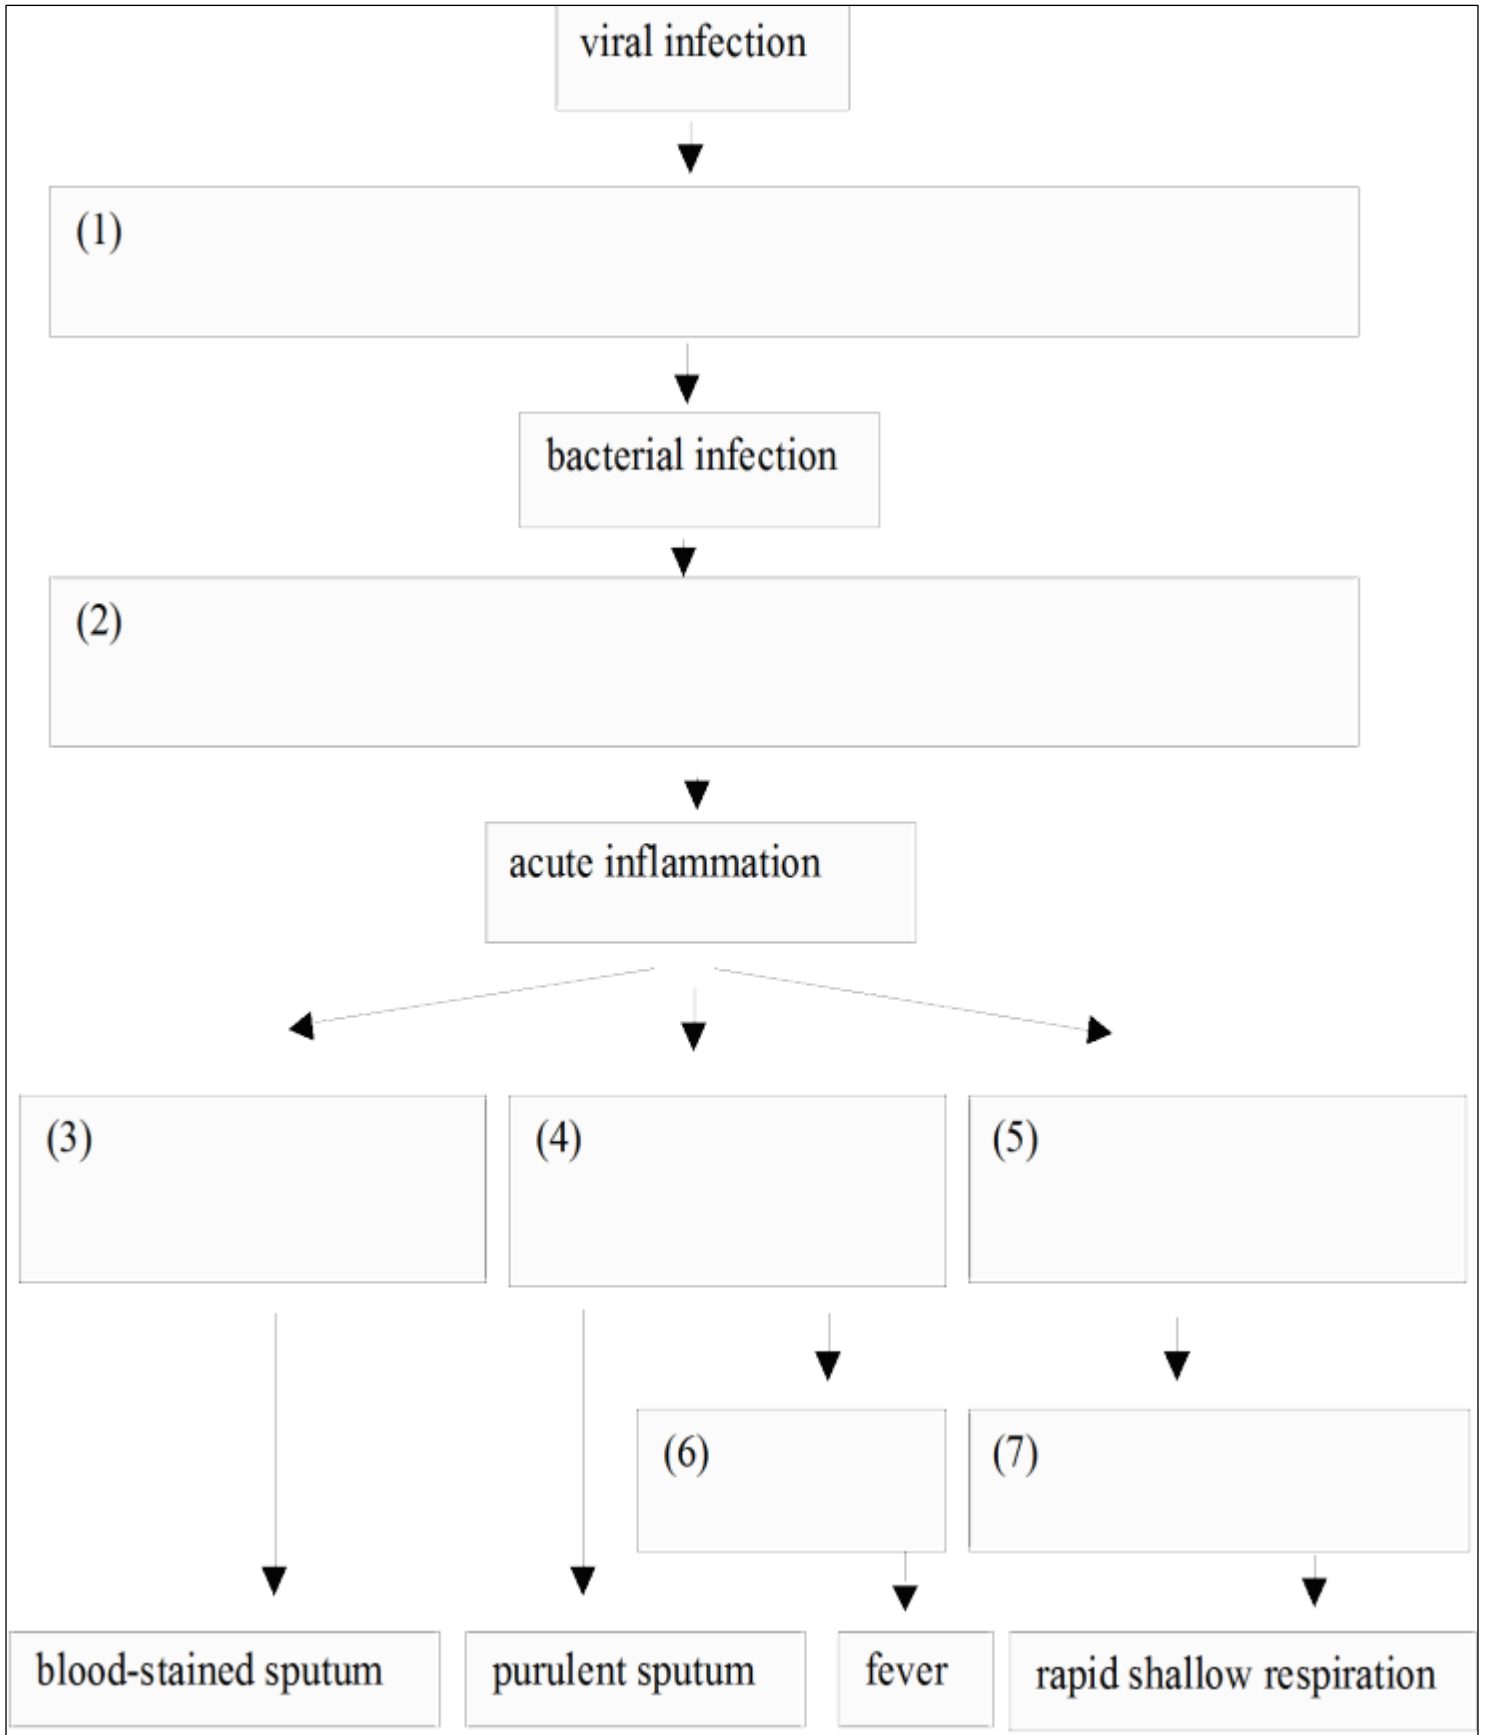 viral infection
(1)
bacterial infection
(2)
acute inflammation
(3)
(4)
(5)
(6)
(7)
blood-stained sputum
purulent sputum
fever
rapid shallow respiration